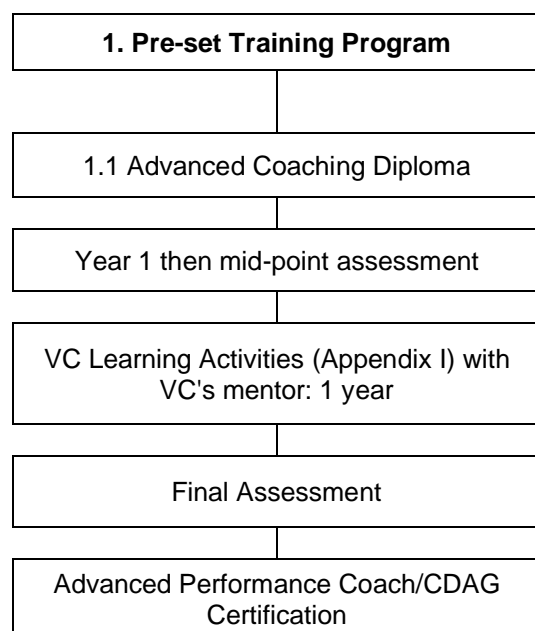 1. Pre-set Training Program
1.1 Advanced Coaching Diploma
Year 1 then mid-point assessment
VC Learning Activities (Appendix I) with
VC's mentor: 1 year
Final Assessment
Advanced Performance Coach/CDAG
Certification